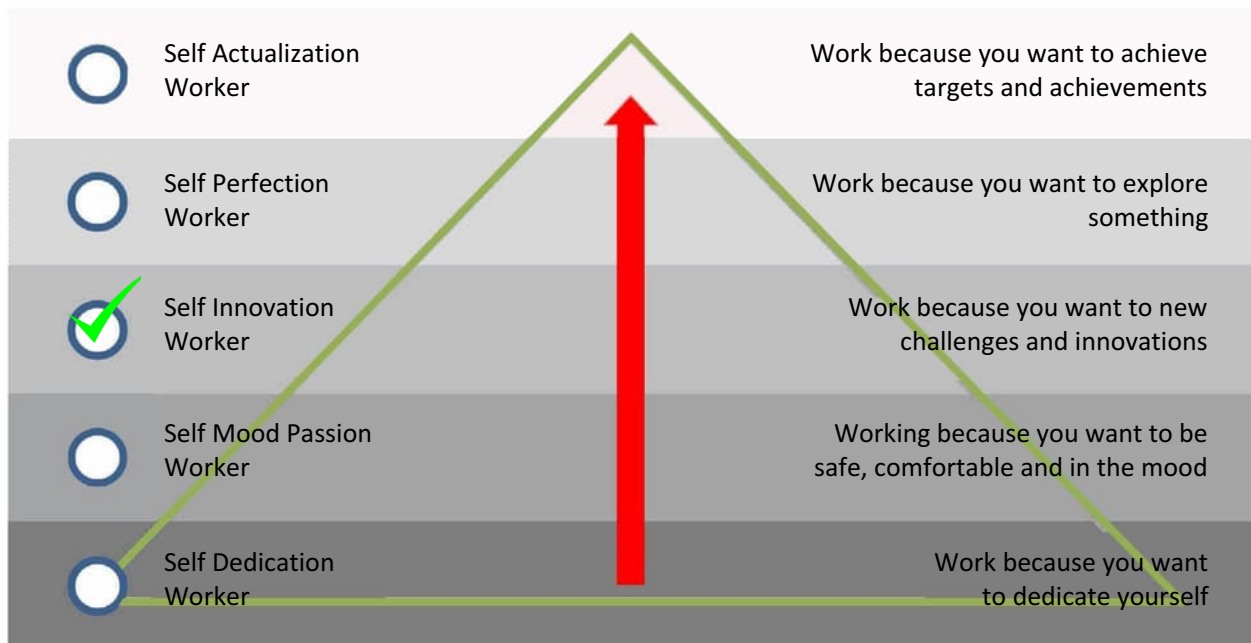 Self Actualization
Worker
Work because you want to achieve
targets and achievements
Self Perfection
Worker
Work because you want to explore
something
Self Innovation
Worker
Work because you want to new
challenges and innovations
Self Mood Passion
Worker
Working because you want to be
safe, comfortable and in the mood
Self Dedication
Worker
Work because you want
to dedicate yourself